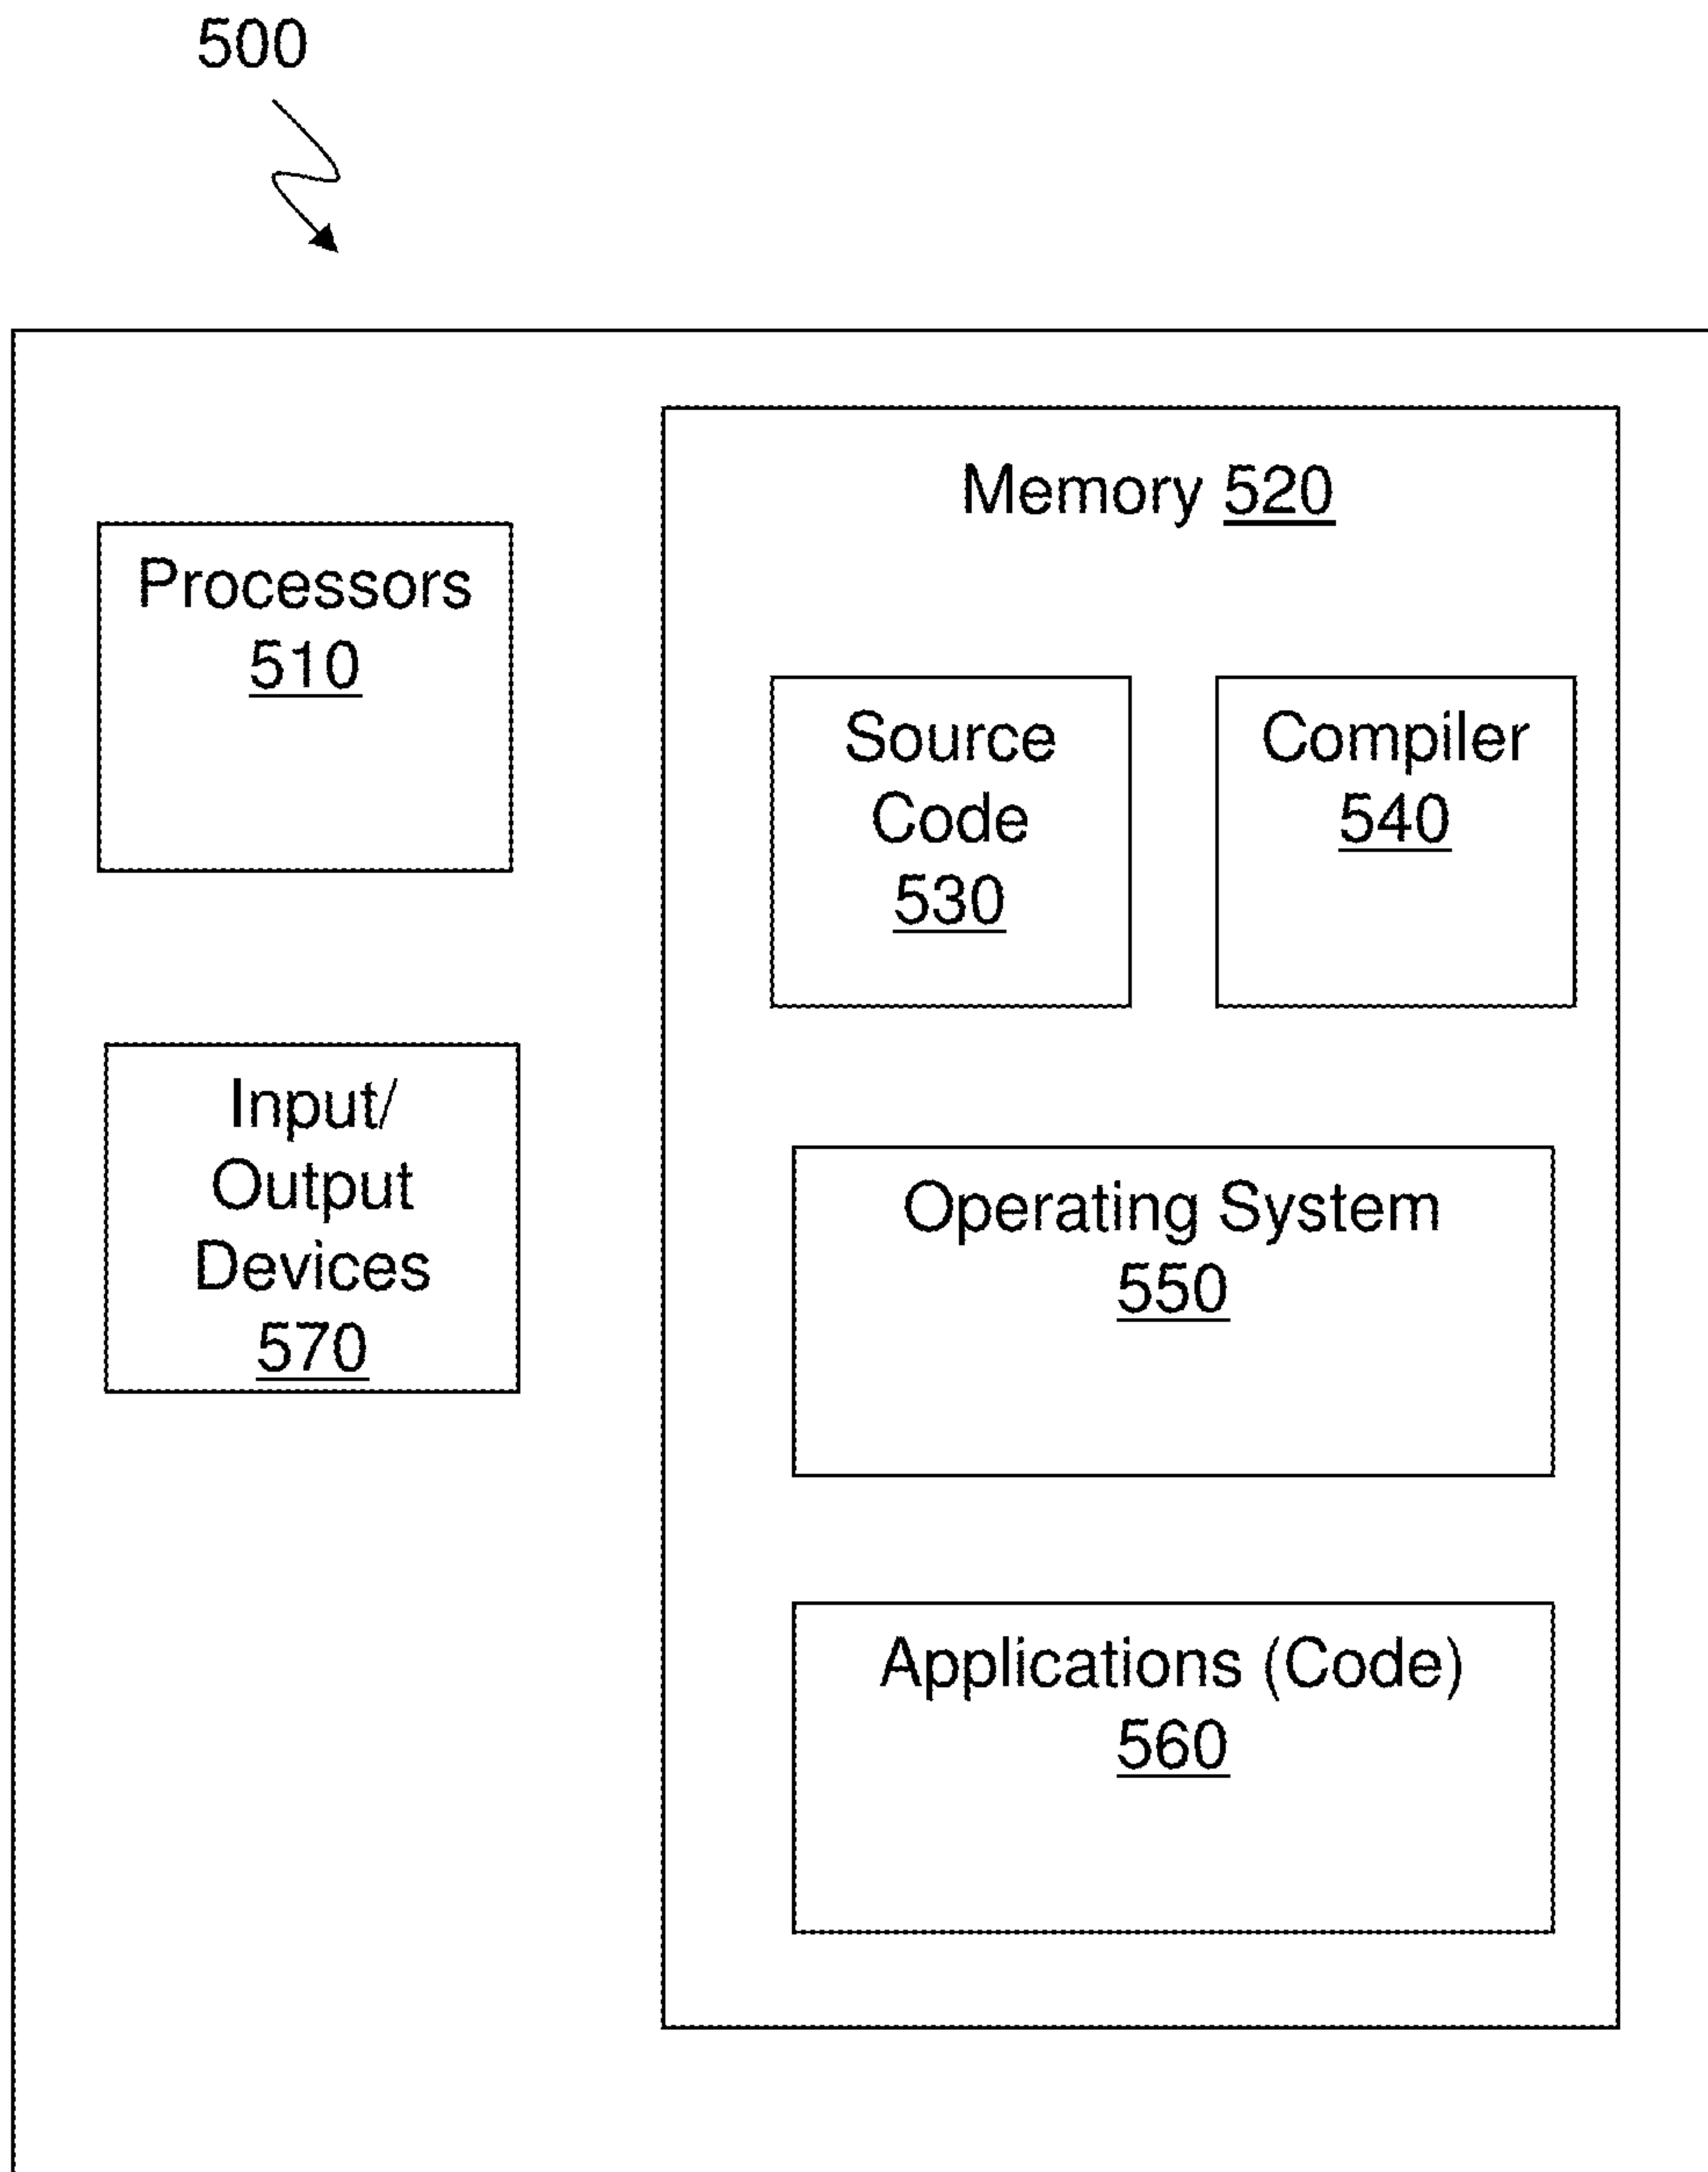 500
Processors
510
Input/
Output
Devices
570
Memory 520
Source
Code
530
Compiler
540
Operating System
550
Applications (Code)
560